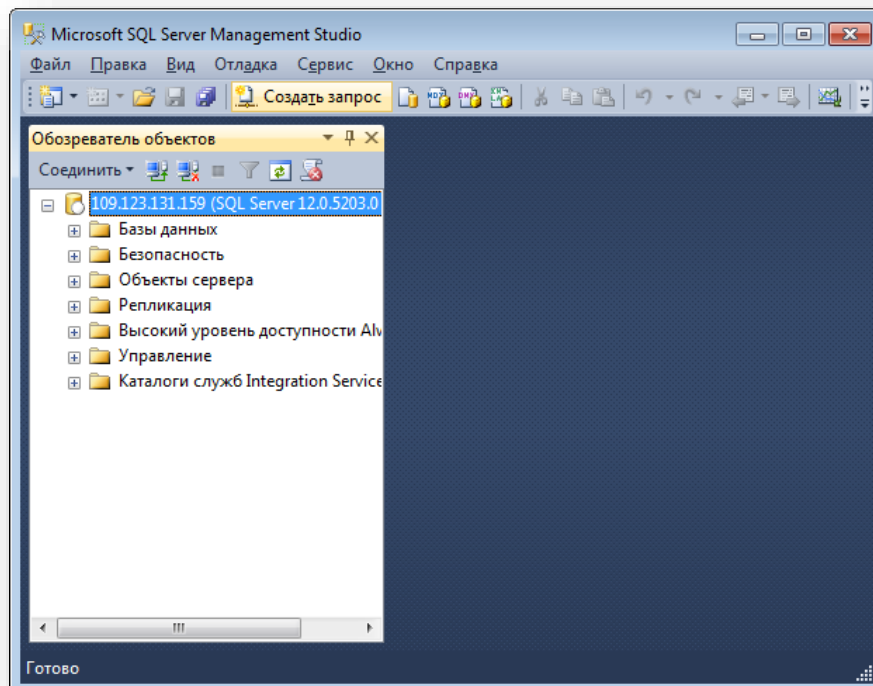 Microsoft SQL Server Management Studio
Файл Правка Вид Отладка Сервис Окно Справка
Создать запрос
Обозреватель объектов
Соединить
109.123.131.159 (SQL Server 12.0.5203.0
Базы данных
Безопасность
Объекты сервера
Репликация
Высокий уровень доступности Alw
Управление
Каталоги служб Integration Service
Готово